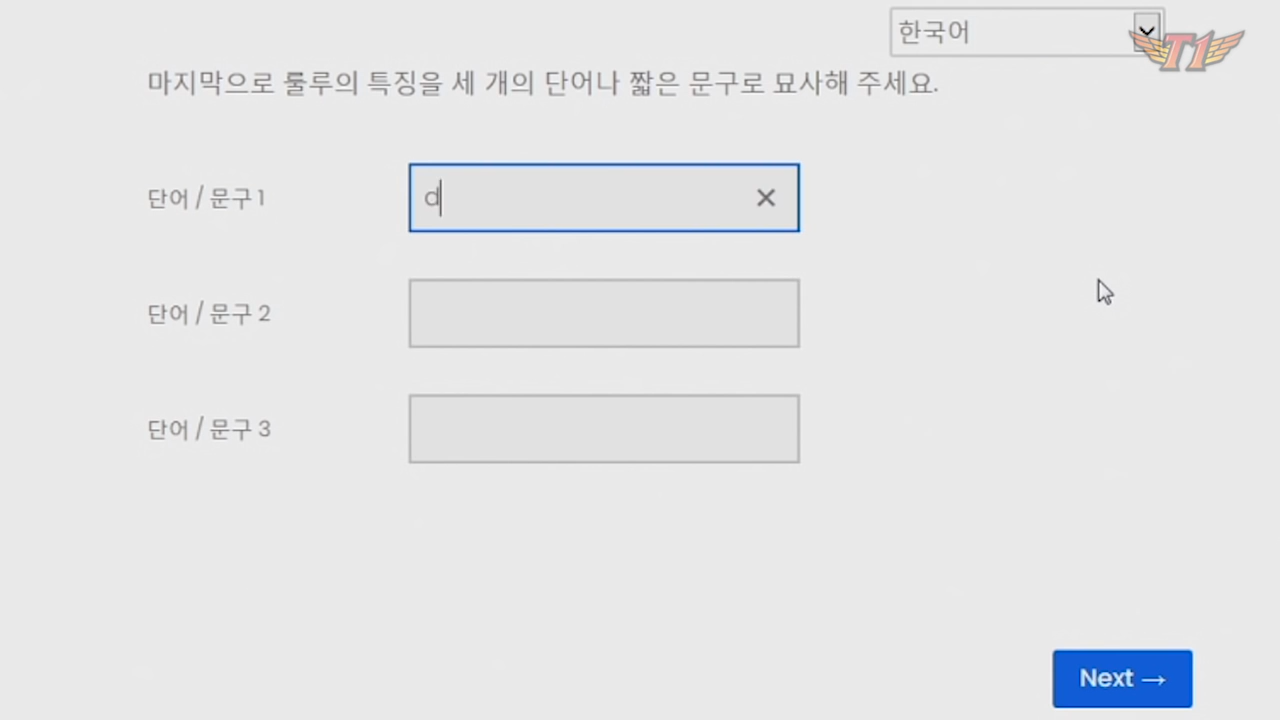 한국어
T1
마지막으로 룰루의 특징을 세 개의 단어나 짧은 문구로 묘사해 주세요.
단어 / 문구 1
d
단어 / 문구 2
단어 / 문구 3
Next →